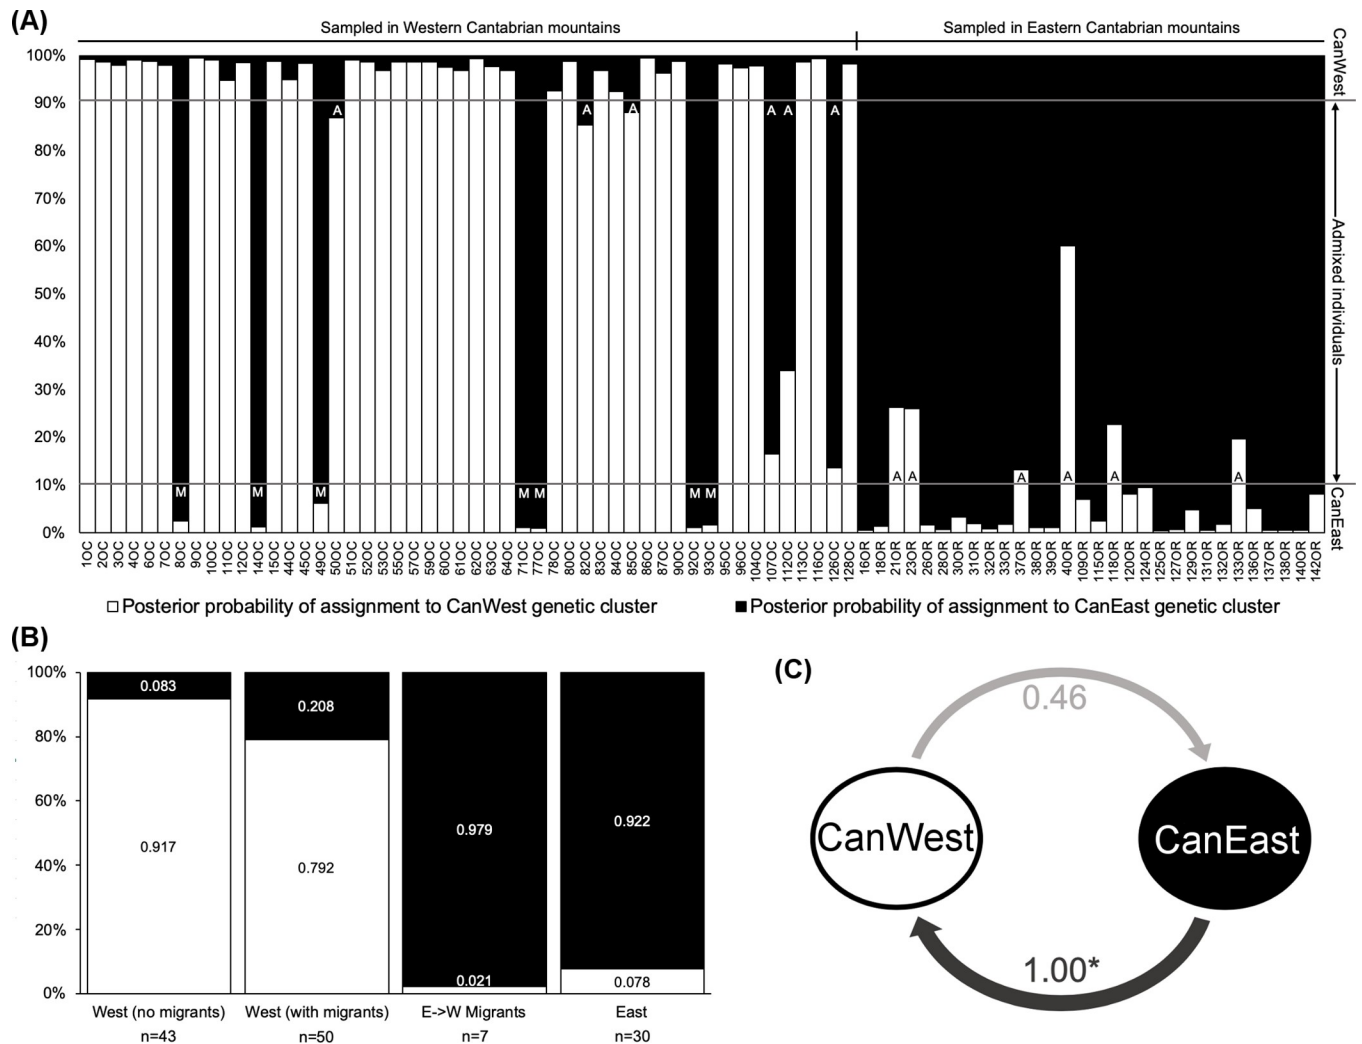 (A)
Sampled in Western Cantabrian mountains
Sampled in Eastern Cantabrian mountains
100%
90%
80%
70%
60%
50%
40%
30%
20%
10%
0%
M
M
M
A
M
M
A
A
M
M
A
A
A
A
A
A
A
A
A
CanWest
Admixed individuals
CanEast
1OC
2OC
3OC
4OC
6OC
7OC
8OC
9OC
10OC
11OC
12OC
14OC
15OC
44OC
45OC
49OC
50OC
51OC
52OC
53OC
55OC
57OC
59OC
60OC
61OC
62OC
63OC
64OC
71OC
77OC
78OC
80OC
82OC
83OC
84OC
85OC
86OC
87OC
90OC
92OC
93OC
95OC
96OC
104OC
107OC
112OC
113OC
116OC
126OC
128OC
16OR
18OR
21OR
23OR
26OR
28OR
30OR
31OR
32OR
33OR
37OR
38OR
39OR
40OR
109OR
115OR
118OR
120OR
124OR
125OR
127OR
129OR
131OR
132OR
133OR
136OR
137OR
138OR
140OR
142OR
Posterior probability of assignment to CanWest genetic cluster
Posterior probability of assignment to CanEast genetic cluster
(B)
100%
80%
60%
40%
20%
0%
0.083
0.917
0.208
0.792
0.979
0.021
0.922
0.078
West (no migrants)
n=43
West (with migrants)
n=50
E->W Migrants
n=7
East
n=30
(C)
0.46
CanWest
CanEast
1.00*